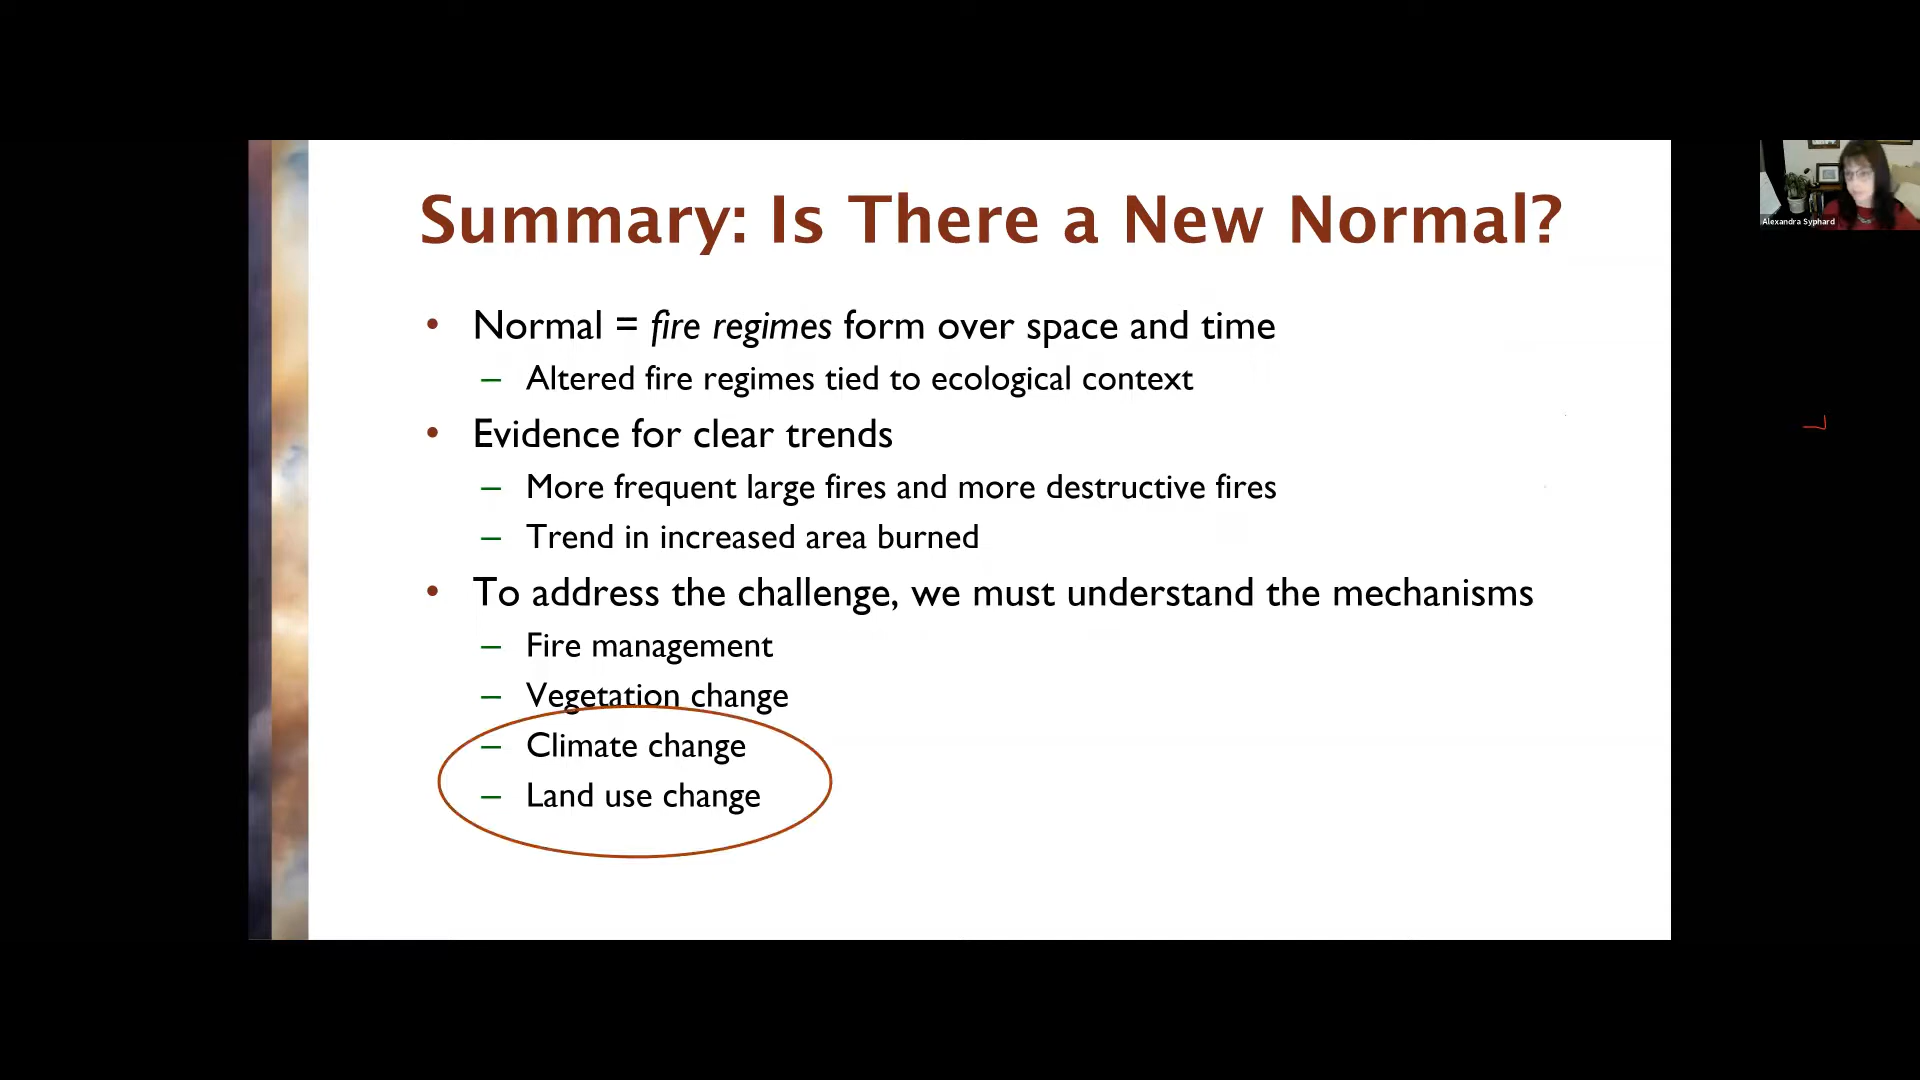 Summary: Is There a New Normal?
• Normal = fire regimes form over space and time
– Altered fire regimes tied to ecological context
• Evidence for clear trends
– More frequent large fires and more destructive fires
– Trend in increased area burned
• To address the challenge, we must understand the mechanisms
– Fire management
– Vegetation change
– Climate change
– Land use change
Alexandra Syphard